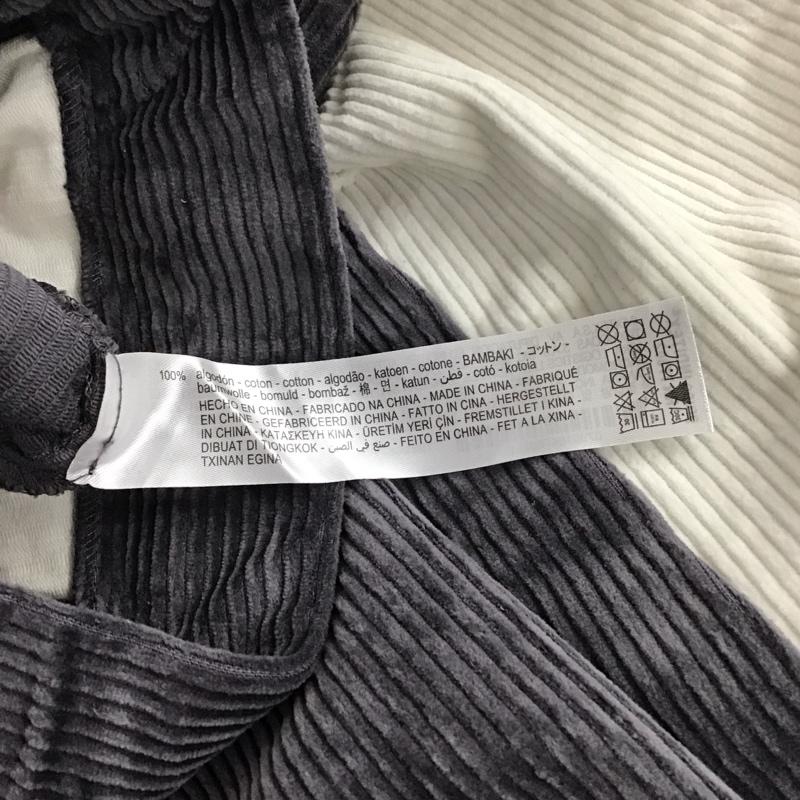 100% algodón - coton - cotton - algodão - katoen - cotone - BAMBAKI - コットン -
baumwolle - bomuld - bombaž - 棉 - 면 - katun - قطن - cotó - kotoia
HECHO EN CHINA - FABRICADO NA CHINA - MADE IN CHINA - FABRIQUÉ
EN CHINE - GEFABRICEERD IN CHINA - FATTO IN CINA - HERGESTELLT
IN CHINA - ΚΑΤΑΣΚΕΥΗ ΚΙΝΑ - ÜRETİM YERİ ÇİN - FREMSTILLET I KINA -
DIBUAT DI TIONGKOK - صنع في الصين - FEITO EN CHINA - FET A LA XINA -
TXINAN EGINA